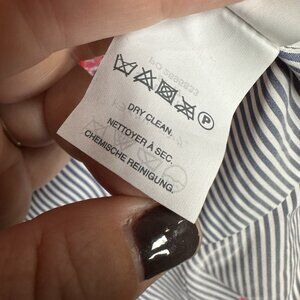 P
DRY CLEAN.
NETTOYER À SEC.
CHEMISCHE REINIGUNG